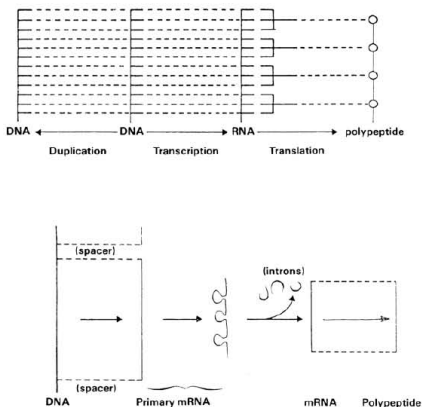 DNA DNA RNA polypeptide
Duplication Transcription Translation
(spacer)
(introns)
(spacer)
DNA Primary mRNA mRNA Polypeptide